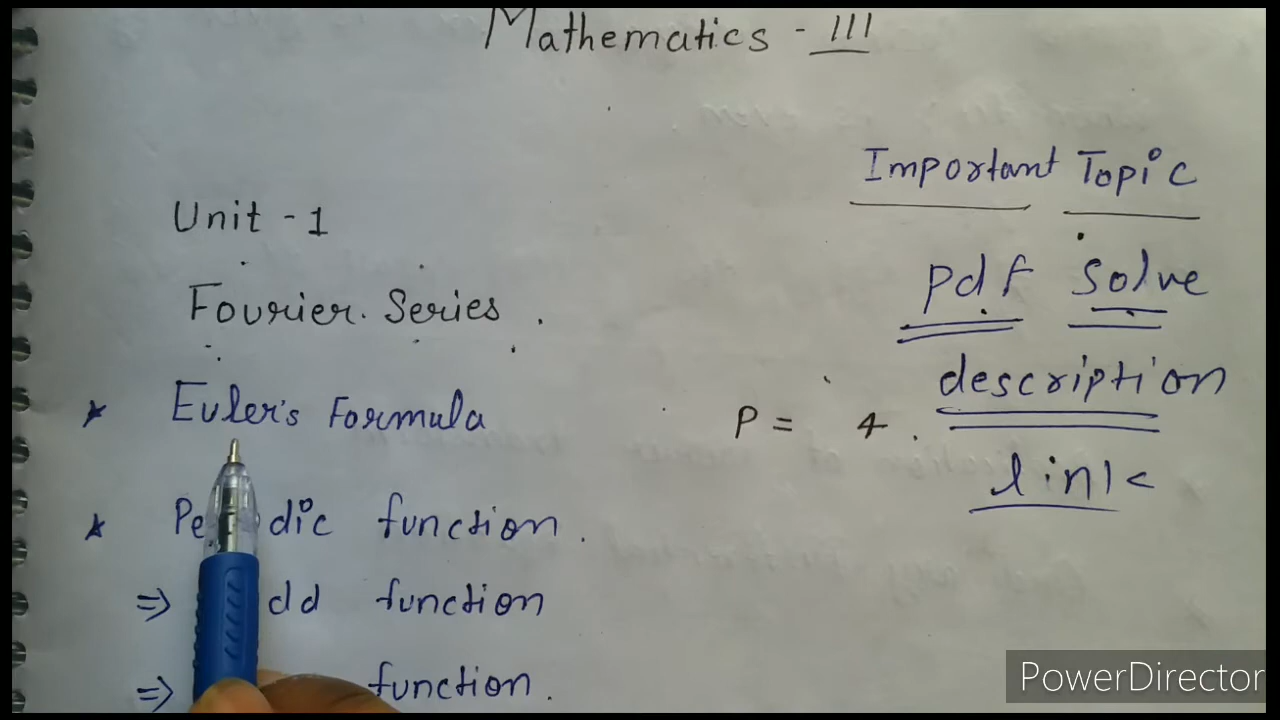 Mathematics - III
Important Topic
Unit - 1
pdf solve
Fourier Series.
description
* Euler's Formula
P = 4.
link
* function.
⇒ function
⇒ function.
PowerDirector